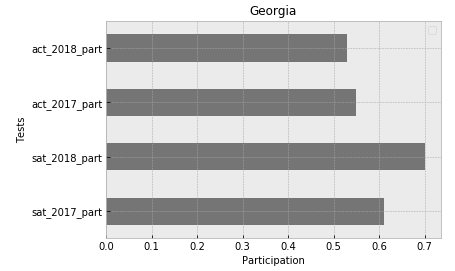 Georgia
act_2018_part
act_2017_part
sat_2018_part
sat_2017_part
Tests
0.0 0.1 0.2 0.3 0.4 0.5 0.6 0.7
Participation